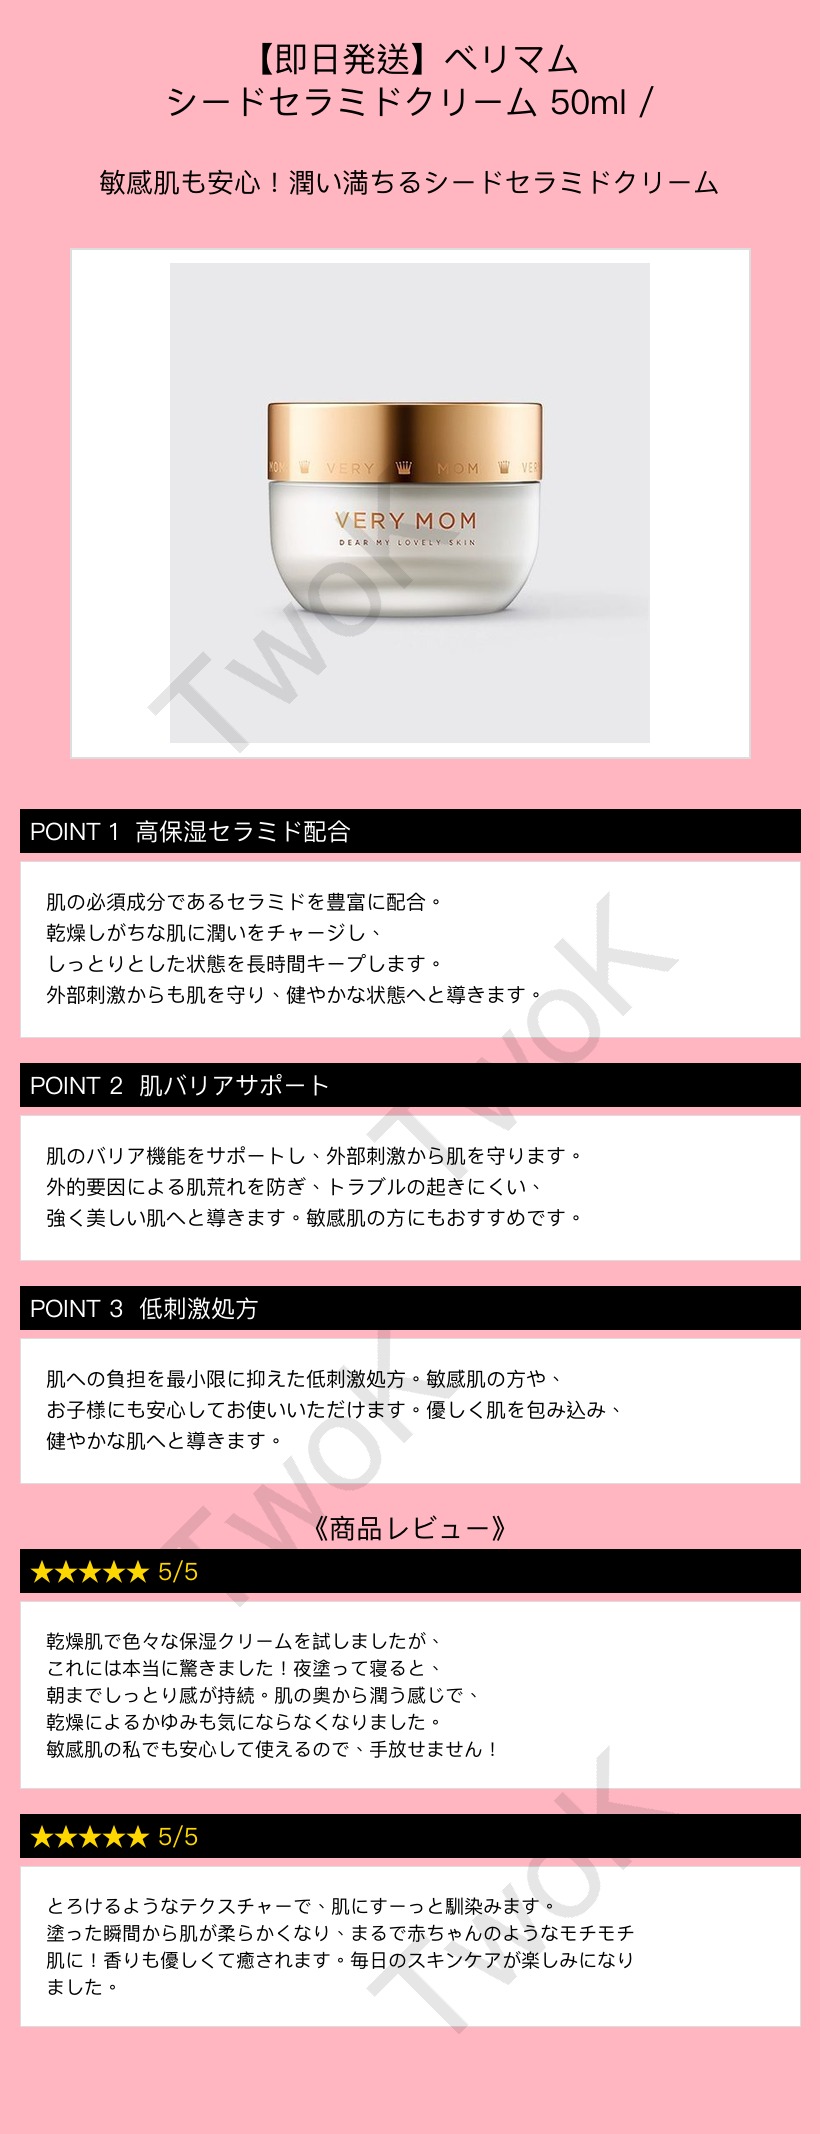 【即日発送】ベリマム
シードセラミドクリーム 50ml /
敏感肌も安心！潤い満ちるシードセラミドクリーム
MOM VERY MOM VER
VERY MOM
DEAR MY LOVELY SKIN
TwoK
POINT 1 高保湿セラミド配合
肌の必須成分であるセラミドを豊富に配合。
乾燥しがちな肌に潤いをチャージし、
しっとりとした状態を長時間キープします。
外部刺激からも肌を守り、健やかな状態へと導きます。
TwoK
POINT 2 肌バリアサポート
肌のバリア機能をサポートし、外部刺激から肌を守ります。
外的要因による肌荒れを防ぎ、トラブルの起きにくい、
強く美しい肌へと導きます。敏感肌の方にもおすすめです。
POINT 3 低刺激処方
肌への負担を最小限に抑えた低刺激処方。敏感肌の方や、
お子様にも安心してお使いいただけます。優しく肌を包み込み、
健やかな肌へと導きます。
TwoK
《商品レビュー》
★★★★★ 5/5
乾燥肌で色々な保湿クリームを試しましたが、
これには本当に驚きました！夜塗って寝ると、
朝までしっとり感が持続。肌の奥から潤う感じで、
乾燥によるかゆみも気にならなくなりました。
敏感肌の私でも安心して使えるので、手放せません！
★★★★★ 5/5
とろけるようなテクスチャーで、肌にすーっと馴染みます。
塗った瞬間から肌が柔らかくなり、まるで赤ちゃんのようなモチモチ
肌に！香りも優しくて癒されます。毎日のスキンケアが楽しみになり
ました。
TwoK